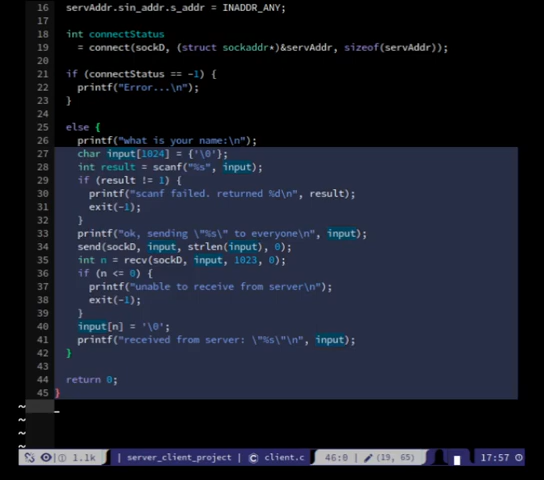 16 servAddr.sin_addr.s_addr = INADDR_ANY;
17
18 int connectStatus
19 = connect(sockD, (struct sockaddr*)&servAddr, sizeof(servAddr));
20
21 if (connectStatus == -1) {
22 printf("Error...\n");
23 }
24
25 else {
26 printf("what is your name:\n");
27 char input[1024] = {'\0'};
28 int result = scanf("%s", input);
29 if (result != 1) {
30 printf("scanf failed. returned %d\n", result);
31 exit(-1);
32 }
33 printf("ok, sending \"%s\" to everyone\n", input);
34 send(sockD, input, strlen(input), 0);
35 int n = recv(sockD, input, 1023, 0);
36 if (n <= 0) {
37 printf("unable to receive from server\n");
38 exit(-1);
39 }
40 input[n] = '\0';
41 printf("received from server: \"%s\"\n", input);
42 }
43
44 return 0;
45 }
~
~
~
~
1.1k | server_client_project | client.c 46:0 | (19, 65) 17:57